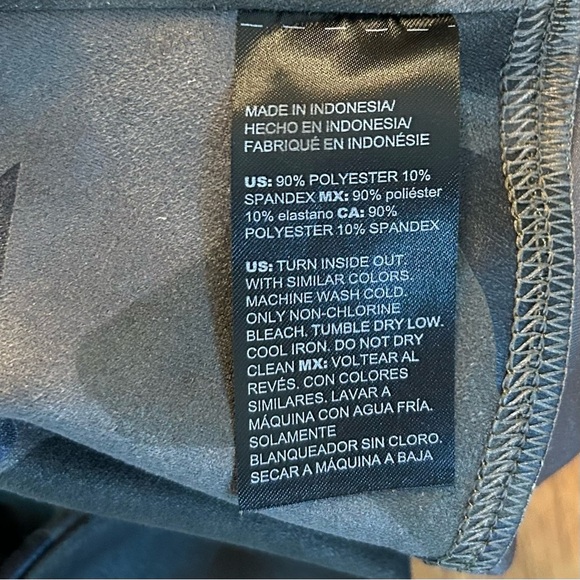 MADE IN INDONESIA/
HECHO EN INDONESIA/
FABRIQUÉ EN INDONÉSIE
US: 90% POLYESTER 10%
SPANDEX MX: 90% poliéster
10% elastano CA: 90%
POLYESTER 10% SPANDEX
US: TURN INSIDE OUT.
WITH SIMILAR COLORS.
MACHINE WASH COLD.
ONLY NON-CHLORINE
BLEACH. TUMBLE DRY LOW.
COOL IRON. DO NOT DRY
CLEAN MX: VOLTEAR AL
REVÉS. CON COLORES
SIMILARES. LAVAR A
MÁQUINA CON AGUA FRÍA.
SOLAMENTE
BLANQUEADOR SIN CLORO.
SECAR A MÁQUINA A BAJA